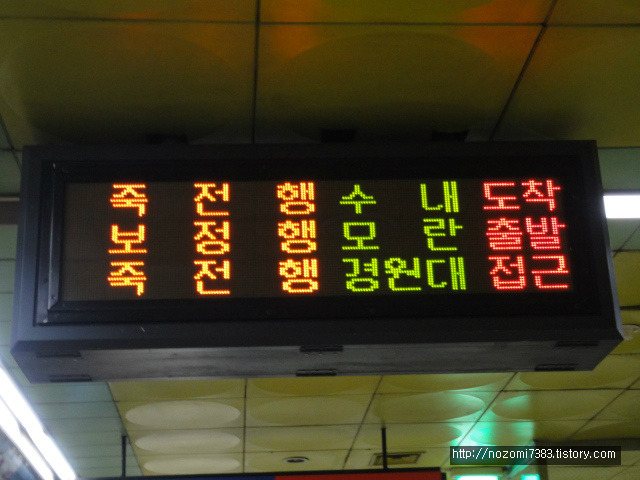 죽 전 행 수 내 도착
보 정 행 모 란 출발
죽 전 행 경원대 접근
http://nozomi7383.tistory.com